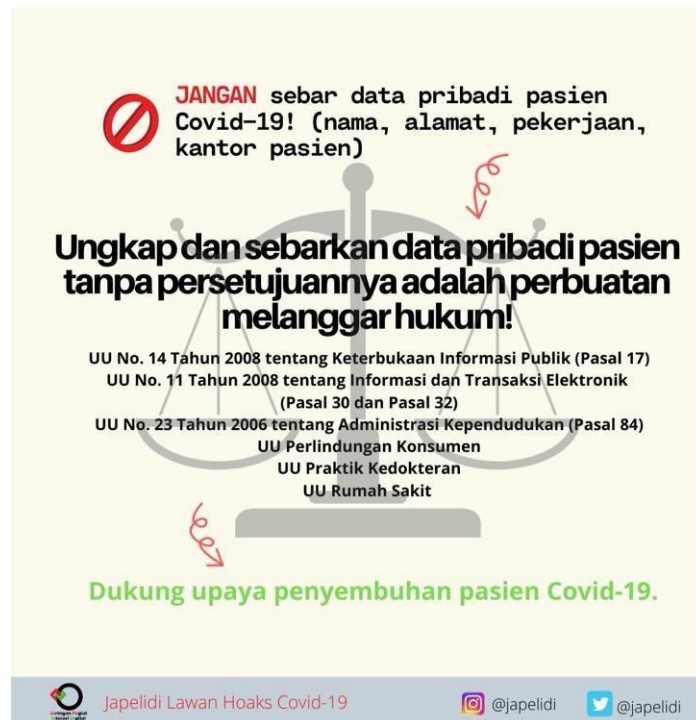 JANGAN sebar data pribadi pasien
Covid-19! (nama, alamat, pekerjaan,
kantor pasien)
Ungkap dan sebarkan data pribadi pasien
tanpa persetujuannya adalah perbuatan
melanggar hukum!
UU No. 14 Tahun 2008 tentang Keterbukaan Informasi Publik (Pasal 17)
UU No. 11 Tahun 2008 tentang Informasi dan Transaksi Elektronik
(Pasal 30 dan Pasal 32)
UU No. 23 Tahun 2006 tentang Administrasi Kependudukan (Pasal 84)
UU Perlindungan Konsumen
UU Praktik Kedokteran
UU Rumah Sakit
Dukung upaya penyembuhan pasien Covid-19.
Jaringan Pegiat
Literasi Digital
Japelidi Lawan Hoaks Covid-19
@japelidi
@japelidi